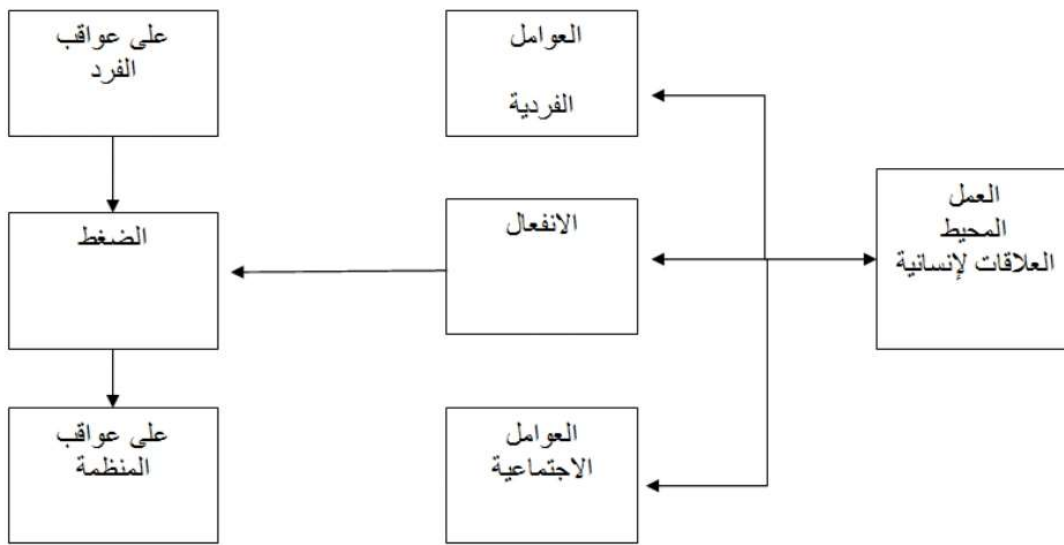 العمل
المحيط
العلاقات لإنسانية
العوامل
الفردية
الانفعال
العوامل
الاجتماعية
على عواقب
الفرد
الضغط
على عواقب
المنظمة